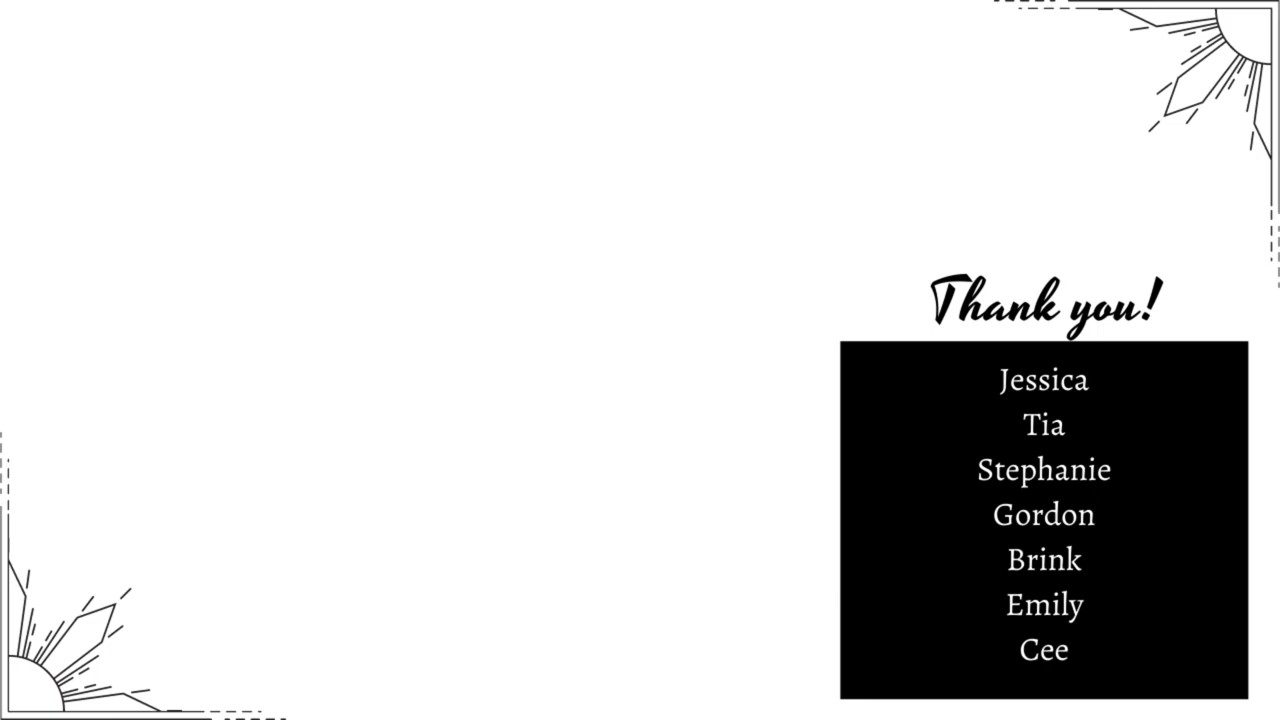 Thank you!
Jessica
Tia
Stephanie
Gordon
Brink
Emily
Cee